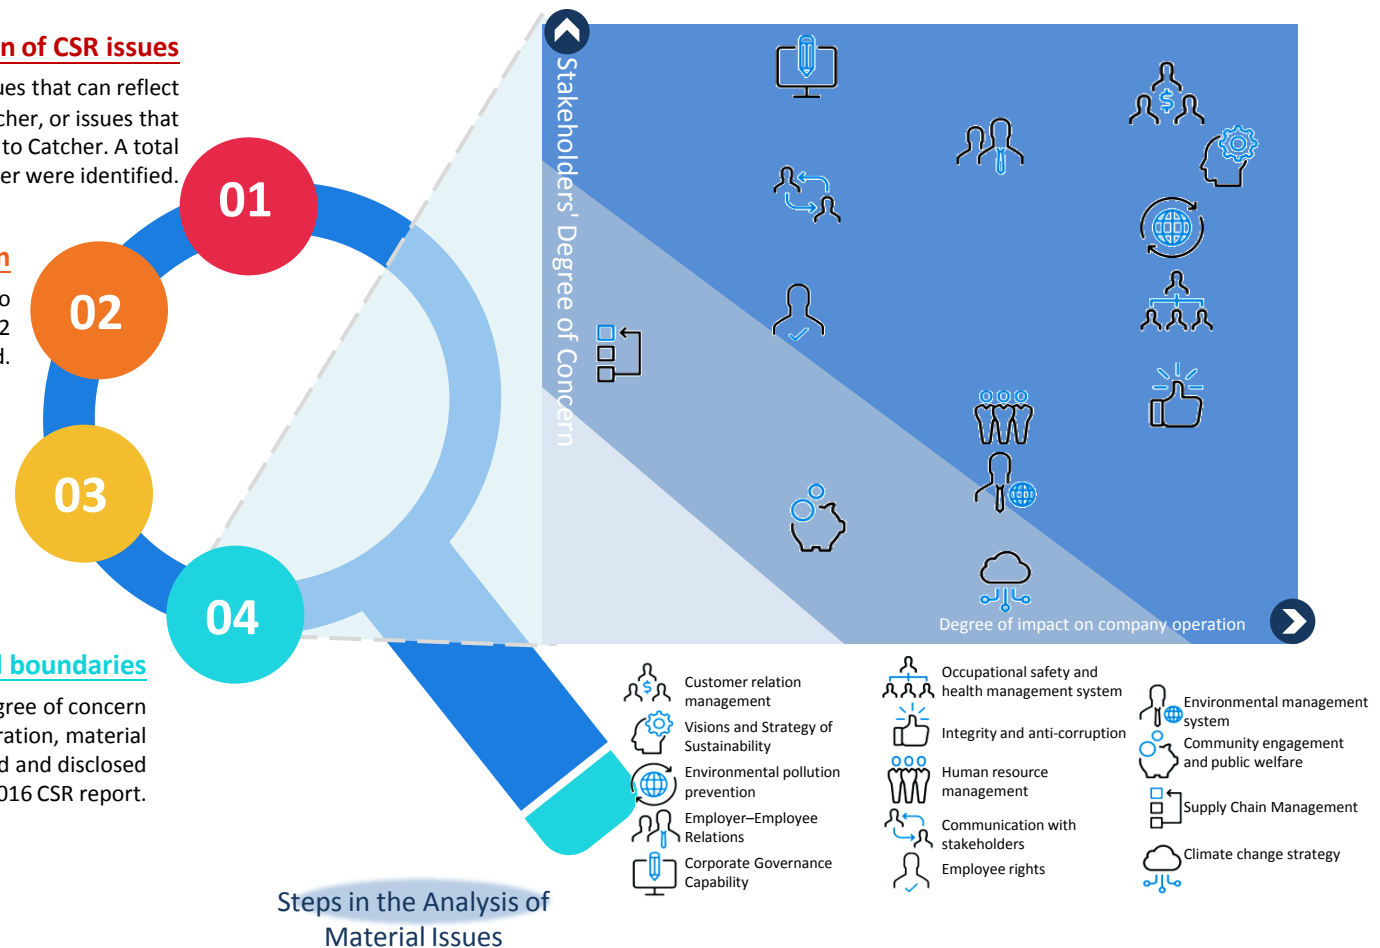 n of CSR issues
ues that can reflect
cher, or issues that
to Catcher. A total
er were identified.
01
n
o
2
d.
02
03
04
d boundaries
gree of concern
ration, material
d and disclosed
016 CSR report.
Stakeholders' Degree of Concern
Degree of impact on company operation
Customer relation
management
Visions and Strategy of
Sustainability
Environmental pollution
prevention
Employer–Employee
Relations
Corporate Governance
Capability
Occupational safety and
health management system
Integrity and anti-corruption
Human resource
management
Communication with
stakeholders
Employee rights
Environmental management
system
Community engagement
and public welfare
Supply Chain Management
Climate change strategy
Steps in the Analysis of
Material Issues